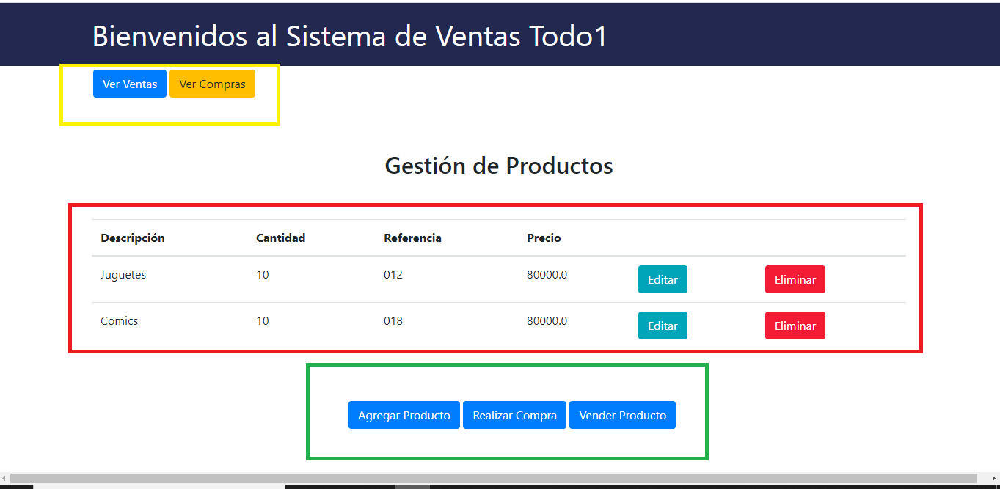 Bienvenidos al Sistema de Ventas Todo1
Ver Ventas Ver Compras
Gestión de Productos
Descripción Cantidad Referencia Precio
Juguetes 10 012 80000.0 Editar Eliminar
Comics 10 018 80000.0 Editar Eliminar
Agregar Producto Realizar Compra Vender Producto